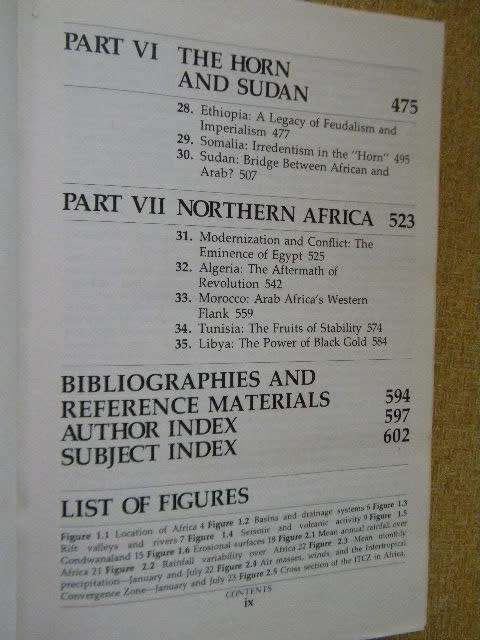 PART VI THE HORN
AND SUDAN 475
28. Ethiopia: A Legacy of Feudalism and
Imperialism 477
29. Somalia: Irredentism in the "Horn" 495
30. Sudan: Bridge Between African and
Arab? 507
PART VII NORTHERN AFRICA 523
31. Modernization and Conflict: The
Eminence of Egypt 525
32. Algeria: The Aftermath of
Revolution 542
33. Morocco: Arab Africa's Western
Flank 559
34. Tunisia: The Fruits of Stability 574
35. Libya: The Power of Black Gold 584
BIBLIOGRAPHIES AND
REFERENCE MATERIALS 594
AUTHOR INDEX 597
SUBJECT INDEX 602
LIST OF FIGURES
Figure 1.1 Location of Africa 4 Figure 1.2 Basins and drainage systems 6 Figure 1.3
Rift valleys and rivers 7 Figure 1.4 Seismic and volcanic activity 9 Figure 1.5
Gondwanaland 15 Figure 1.6 Erosional surfaces 18 Figure 2.1 Mean annual rainfall over
Africa 21 Figure 2.2 Rainfall variability over Africa 22 Figure 2.3 Mean monthly
precipitation—January and July 22 Figure 2.4 Air masses, winds, and the Intertropical
Convergence Zone—January and July 23 Figure 2.5 Cross section of the ITCZ in Africa,
CONTENTS
ix